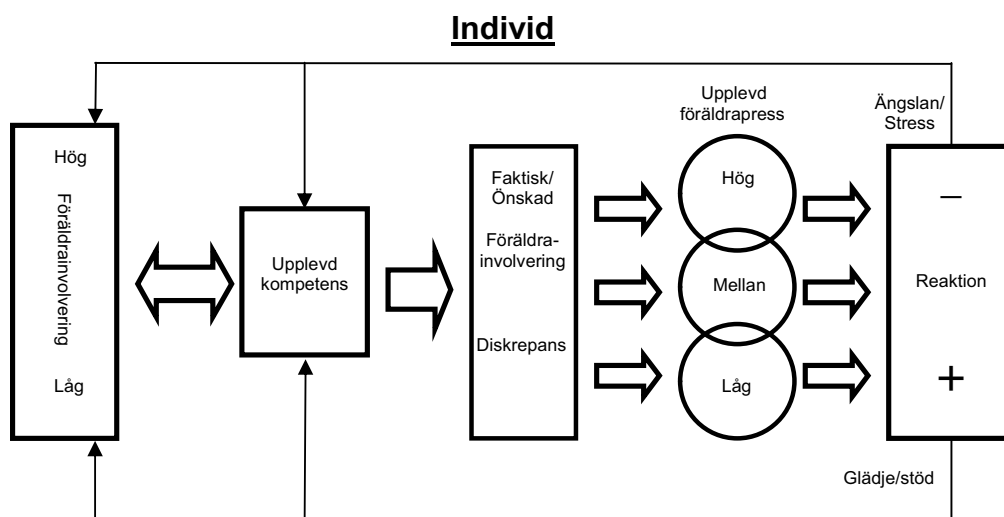 Individ
Hög
Föräldrainvolvering
Låg
Upplevd
kompetens
Faktisk/
Önskad
Föräldra-
involvering
Diskrepans
Upplevd
föräldrapress
Hög
Mellan
Låg
Ängslan/
Stress
−
Reaktion
+
Glädje/stöd